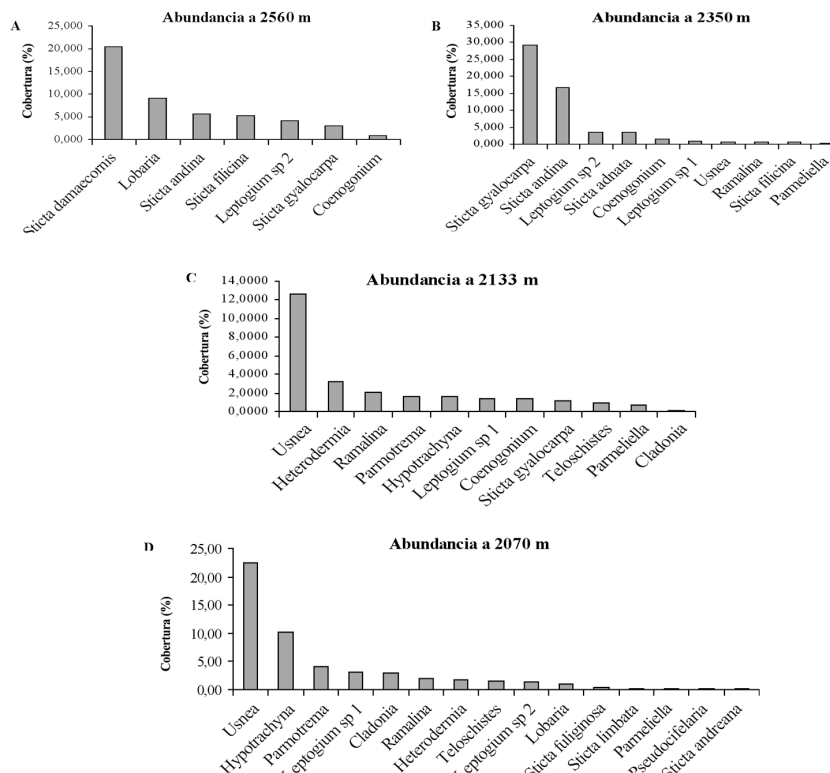 A
Abundancia a 2560 m
Cobertura (%)
25,000
20,000
15,000
10,000
5,000
0,000
Sticta damaecornis
Lobaria
Sticta andina
Sticta filicina
Leptogium sp 2
Sticta gyalocarpa
Coenogonium
B
Abundancia a 2350 m
Cobertura (%)
35,000
30,000
25,000
20,000
15,000
10,000
5,000
0,000
Sticta gyalocarpa
Sticta andina
Leptogium sp 2
Sticta adnata
Coenogonium
Leptogium sp 1
Usnea
Ramalina
Sticta filicina
Parmeliella
C
Abundancia a 2133 m
Cobertura (%)
14,0000
12,0000
10,0000
8,0000
6,0000
4,0000
2,0000
0,0000
Usnea
Heterodermia
Ramalina
Parmotrema
Hypotrachyna
Leptogium sp 1
Coenogonium
Sticta gyalocarpa
Teloschistes
Parmeliella
Cladonia
D
Abundancia a 2070 m
Cobertura (%)
25,00
20,00
15,00
10,00
5,00
0,00
Usnea
Hypotrachyna
Parmotrema
Leptogium sp 1
Cladonia
Ramalina
Heterodermia
Teloschistes
Leptogium sp 2
Lobaria
Sticta fuliginosa
Sticta limbata
Parmeliella
Pseudocifelaria
Sticta andreana